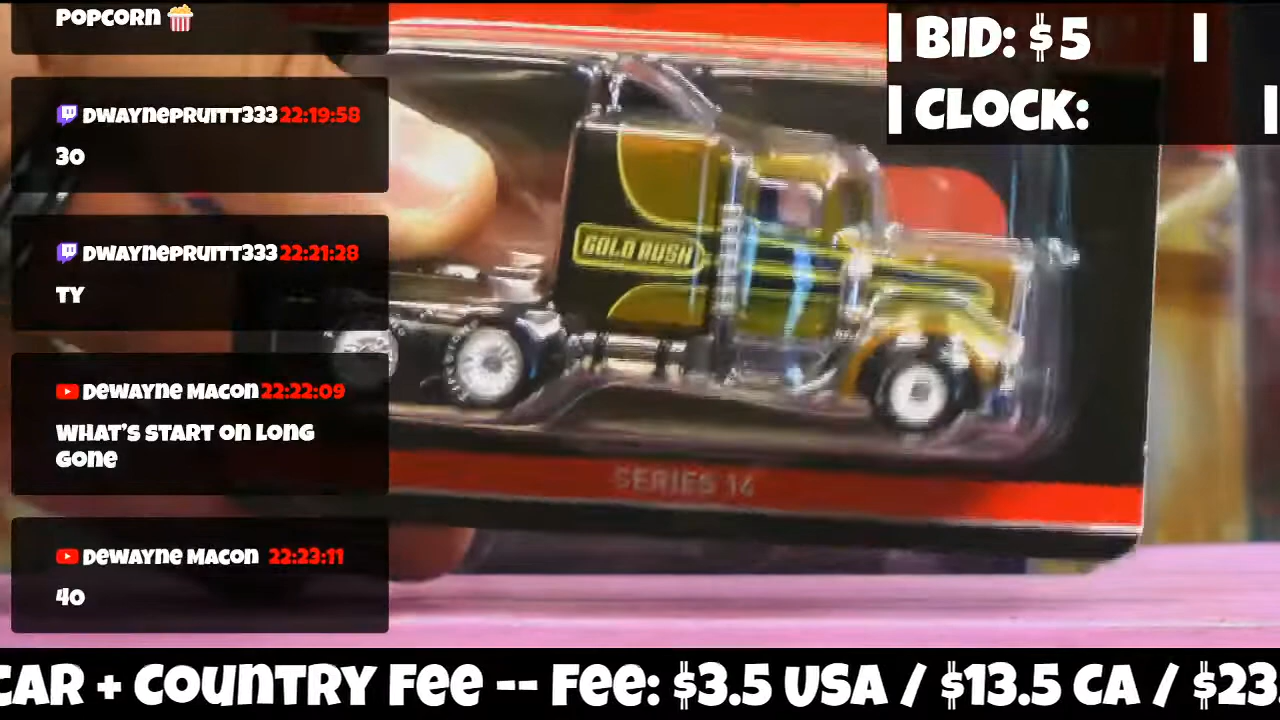 POPCORN 🍿
DWAYNEPRUITT333 22:19:58
30
DWAYNEPRUITT333 22:21:28
TY
DEWAYNE MACON 22:22:09
WHAT'S START ON LONG
GONE
DEWAYNE MACON 22:23:11
40
| BID: $5 |
| CLOCK: |
GOLD RUSH
SERIES 14
CAR + COUNTRY FEE -- FEE: $3.5 USA / $13.5 CA / $23.